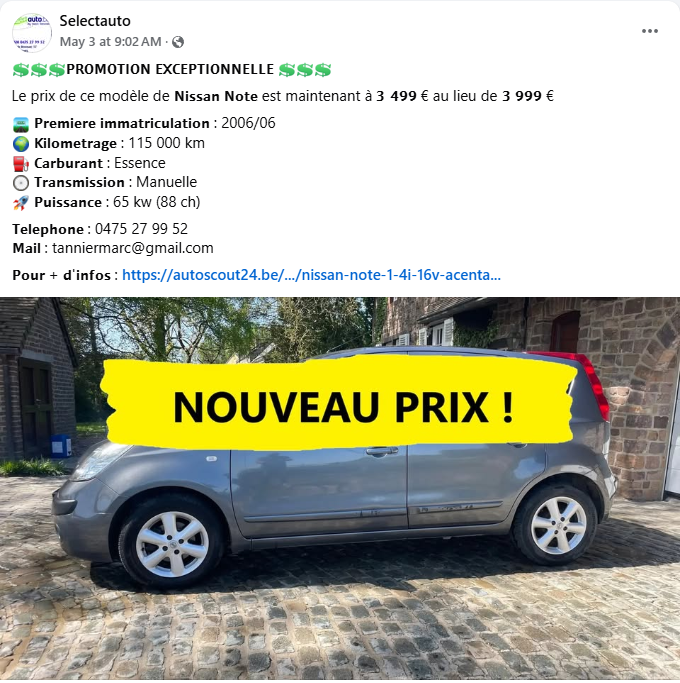 Selectauto
May 3 at 9:02 AM ·
PROMOTION EXCEPTIONNELLE
Le prix de ce modèle de Nissan Note est maintenant à 3 499 € au lieu de 3 999 €
Premiere immatriculation : 2006/06
Kilometrage : 115 000 km
Carburant : Essence
Transmission : Manuelle
Puissance : 65 kw (88 ch)
Telephone : 0475 27 99 52
Mail : tanniermarc@gmail.com
Pour + d'infos : https://autoscout24.be/.../nissan-note-1-4i-16v-acenta...
NOUVEAU PRIX !